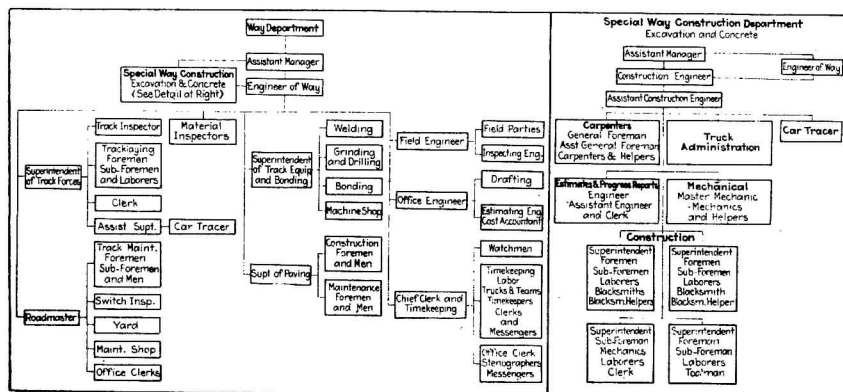 Way Department
Assistant Manager
Special Way Construction
Excavation & Concrete
(See Detail at Right)
Engineer of Way
Track Inspector
Material
Inspectors
Superintendent
of Track Forces
Tracklaying
Foremen
Sub-Foremen
and Laborers
Clerk
Assist Supt.
Car Tracer
Track Maint.
Foremen
Sub-Foremen
and Men
Roadmaster
Switch Insp.
Yard
Maint. Shop
Office Clerks
Superintendent
of Track Equip
and Bonding
Welding
Grinding
and Drilling
Bonding
Machine Shop
Supt of Paving
Construction
Foremen
and Men
Maintenance
Foremen
and Men
Field Engineer
Field Parties
Inspecting Eng.
Office Engineer
Drafting
Estimating Eng.
Cost Accountant
Chief Clerk and
Timekeeping
Watchmen
Timekeeping
Labor
Trucks & Teams
Timekeepers
Clerks
and
Messengers
Office Clerk
Stenographers
Messengers
Special Way Construction Department
Excavation and Concrete
Assistant Manager
Engineer of Way
Construction Engineer
Assistant Construction Engineer
Carpenters
General Foreman
Asst General Foreman
Carpenters & Helpers
Truck
Administration
Car Tracer
Estimates & Progress Reports
Engineer
Assistant Engineer
and Clerk
Mechanical
Master Mechanic
Mechanics
and Helpers
Construction
Superintendent
Foremen
Sub-Foremen
Laborers
Blacksmiths
Blacksm. Helpers
Superintendent
Foremen
Sub-Foremen
Laborers
Blacksmith
Blacksm. Helper
Superintendent
Sub-Foreman
Mechanics
Laborers
Clerk
Superintendent
Foreman
Sub-Foreman
Laborers
Toolman